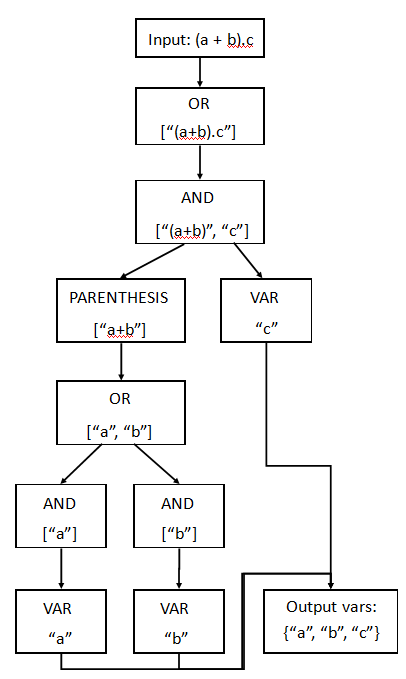 Input: (a + b).c
OR
[“(a+b).c”]
AND
[“(a+b)”, “c”]
PARENTHESIS
[“a+b”]
VAR
“c”
OR
[“a”, “b”]
AND
[“a”]
AND
[“b”]
VAR
“a”
VAR
“b”
Output vars:
{“a”, “b”, “c”}